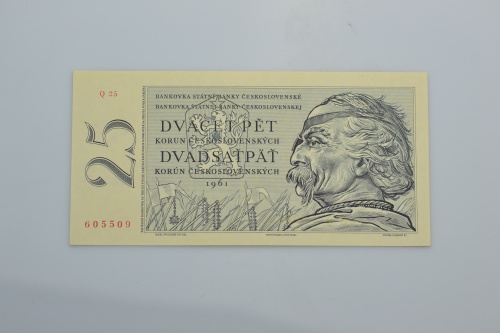 Q 25
25
605509
BANKOVKA STÁTNÍ BANKY ČESKOSLOVENSKÉ
BANKOVKA ŠTÁTNEJ BANKY ČESKOSLOVENSKEJ
DVACET PĚT
KORUN ČESKOSLOVENSKÝCH
DVADSAŤPÄŤ
KORÚN ČESKOSLOVENSKÝCH
1961